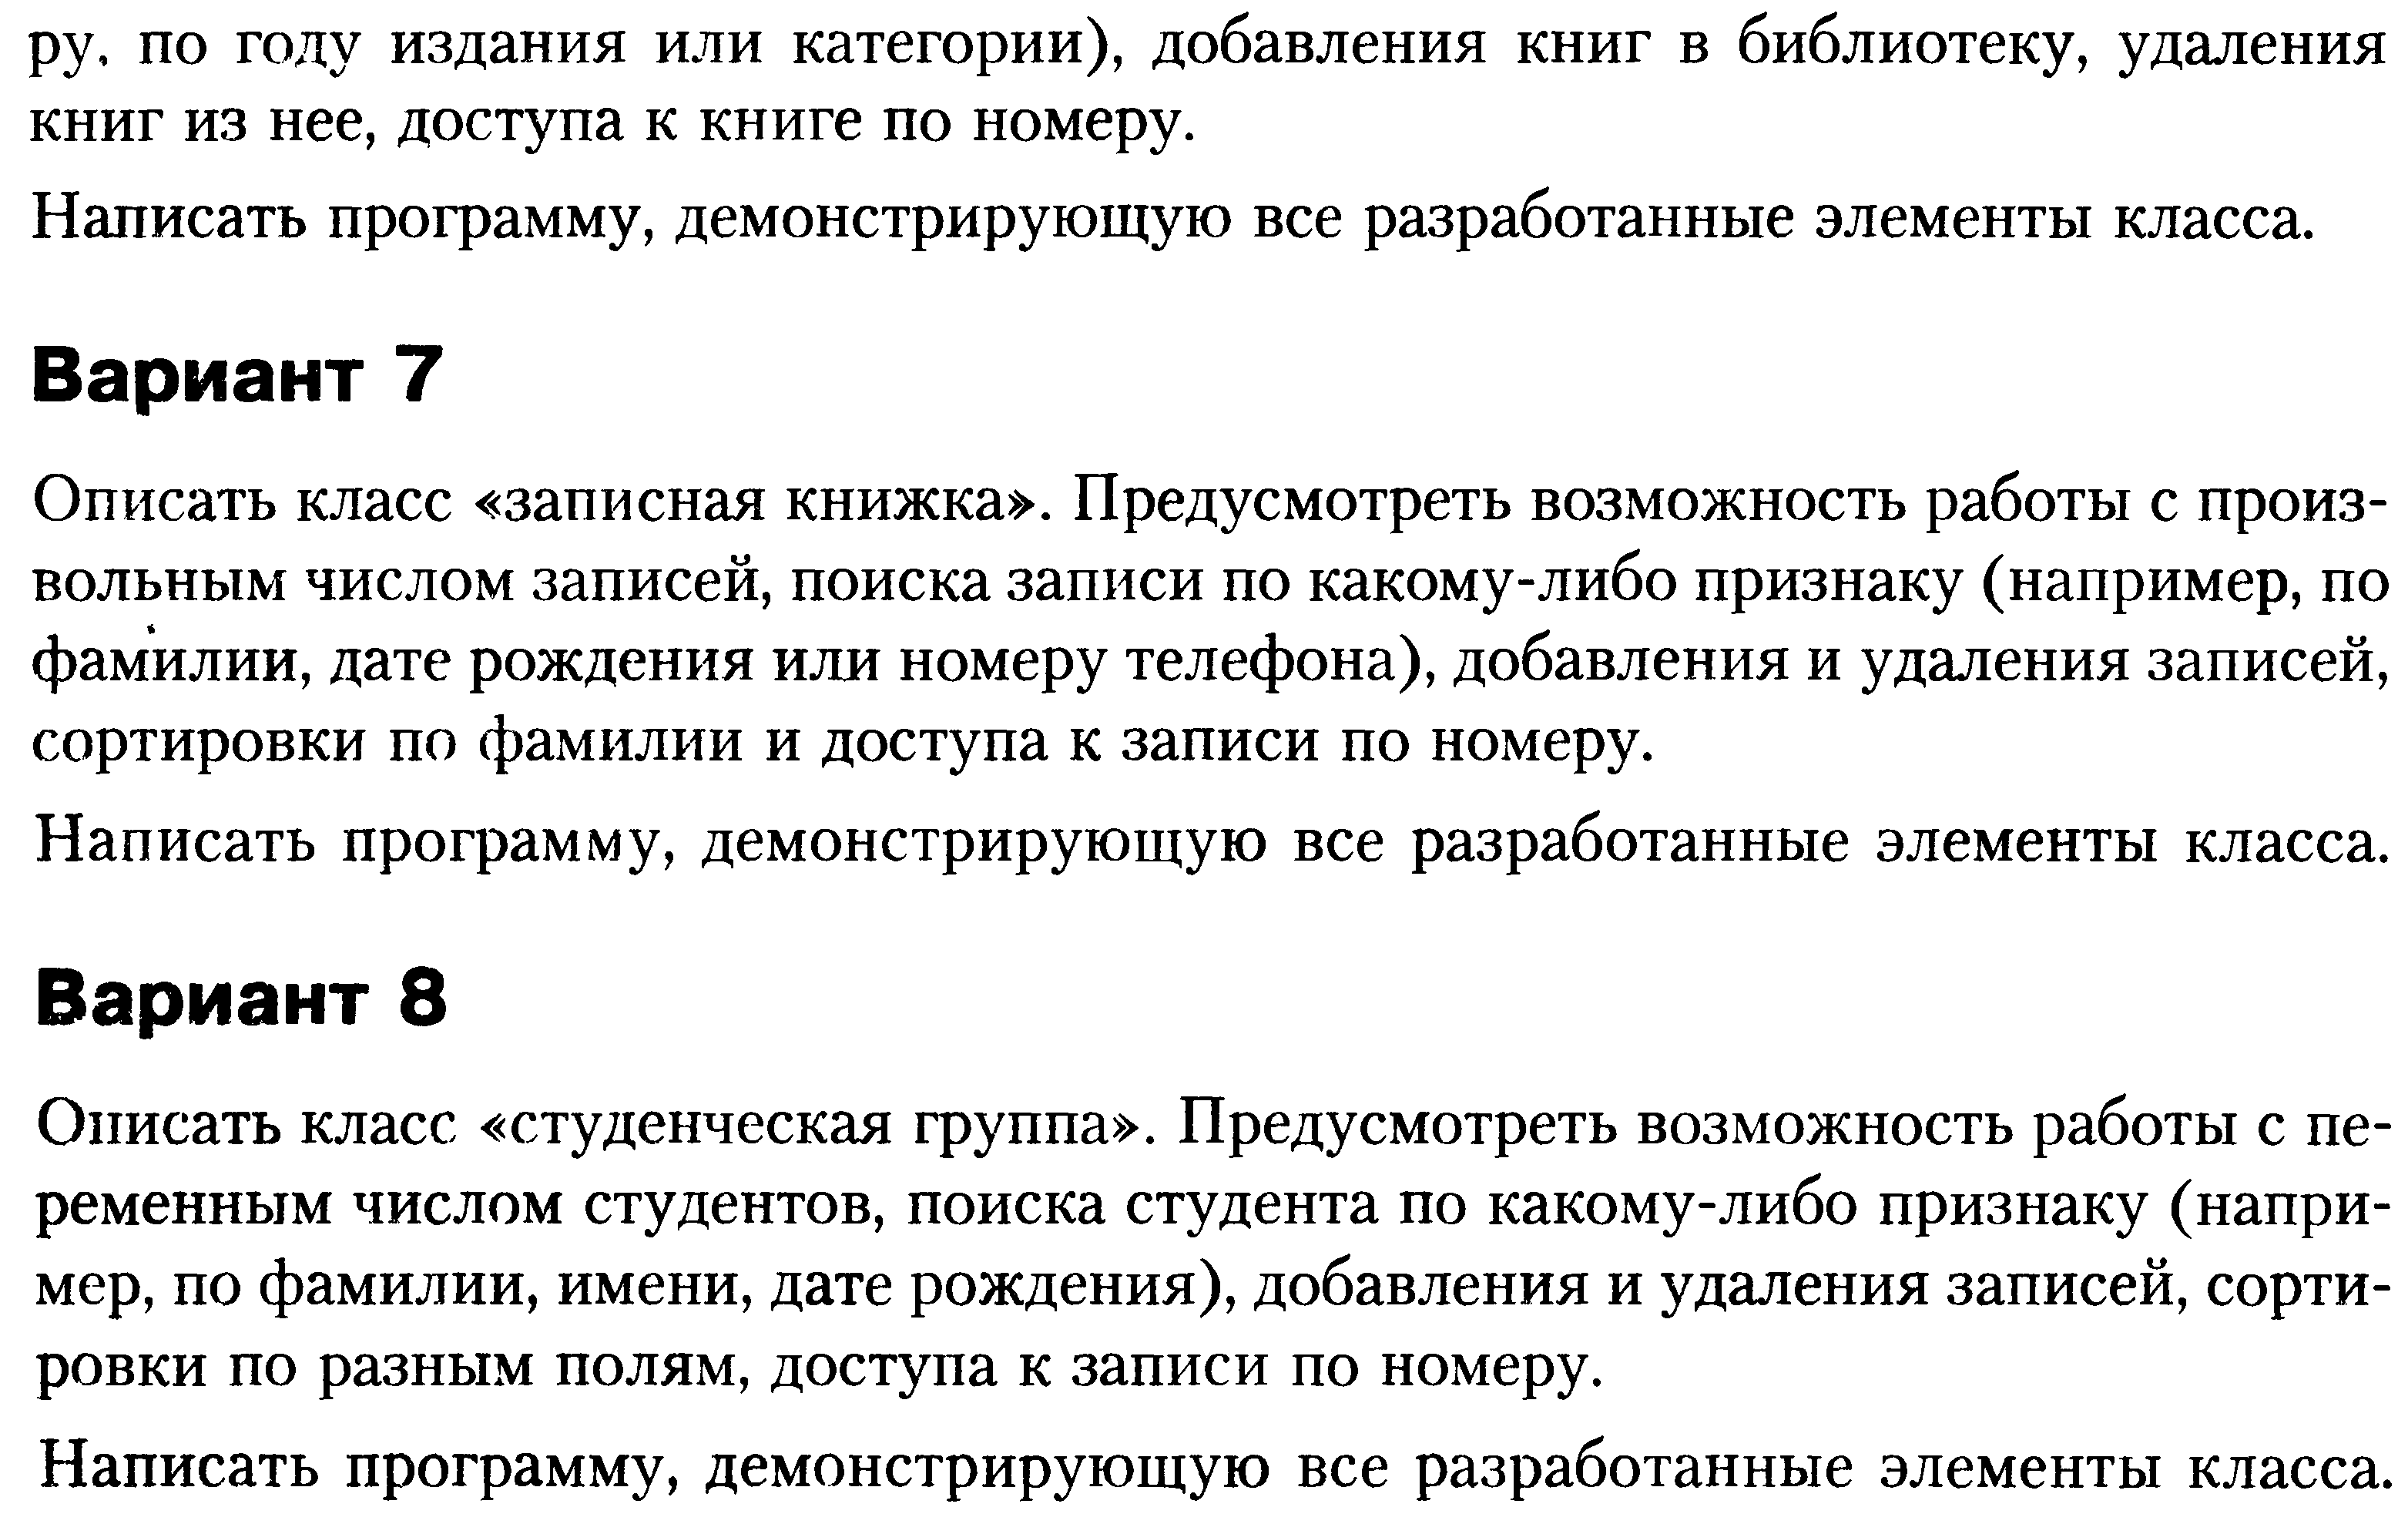 ру, по году издания или категории), добавления книг в библиотеку, удаления
книг из нее, доступа к книге по номеру.
Написать программу, демонстрирующую все разработанные элементы класса.
Вариант 7
Описать класс «записная книжка». Предусмотреть возможность работы с произ-
вольным числом записей, поиска записи по какому-либо признаку (например, по
фамилии, дате рождения или номеру телефона), добавления и удаления записей,
сортировки по фамилии и доступа к записи по номеру.
Написать программу, демонстрирующую все разработанные элементы класса.
Вариант 8
Описать класс «студенческая группа». Предусмотреть возможность работы с пе-
ременным числом студентов, поиска студента по какому-либо признаку (напри-
мер, по фамилии, имени, дате рождения), добавления и удаления записей, сорти-
ровки по разным полям, доступа к записи по номеру.
Написать программу, демонстрирующую все разработанные элементы класса.